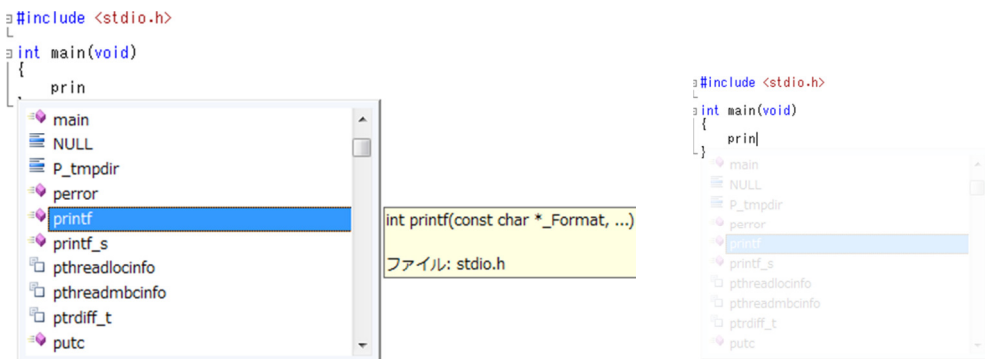 #include <stdio.h>
int main(void)
{
prin
main
NULL
P_tmpdir
perror
printf
printf_s
pthreadlocinfo
pthreadmbcinfo
ptrdiff_t
putc
int printf(const char *_Format, ...)
ファイル: stdio.h
#include <stdio.h>
int main(void)
{
prin
}
main
NULL
P_tmpdir
perror
printf
printf_s
pthreadlocinfo
pthreadmbcinfo
ptrdiff_t
putc